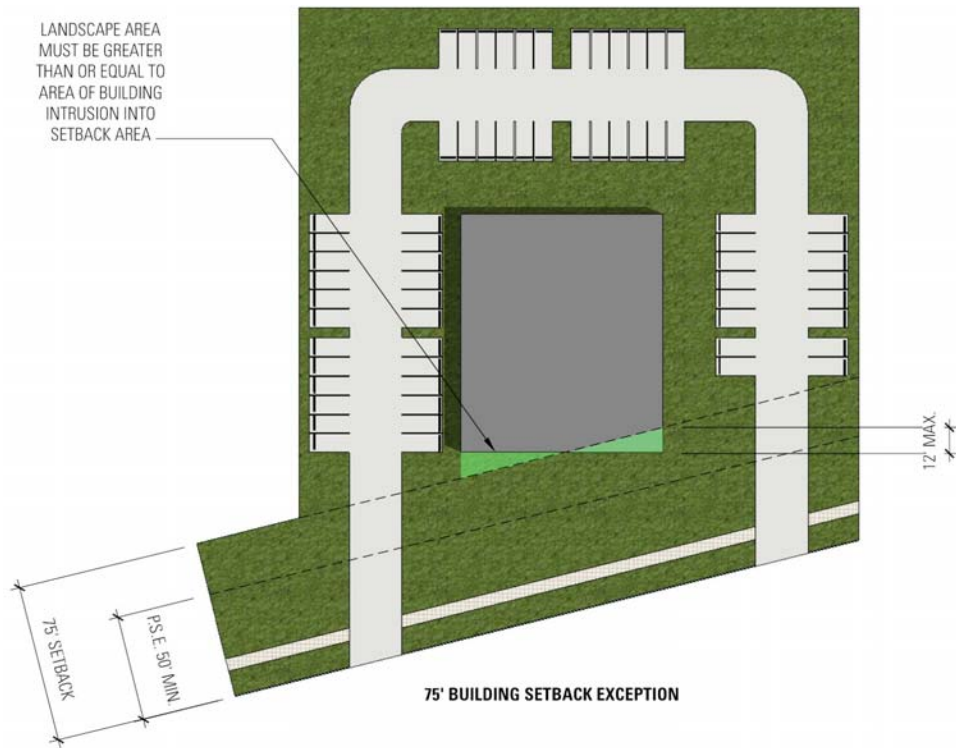 LANDSCAPE AREA
MUST BE GREATER
THAN OR EQUAL TO
AREA OF BUILDING
INTRUSION INTO
SETBACK AREA
12' MAX.
75' SETBACK
P.S.E. 50' MIN.
75' BUILDING SETBACK EXCEPTION